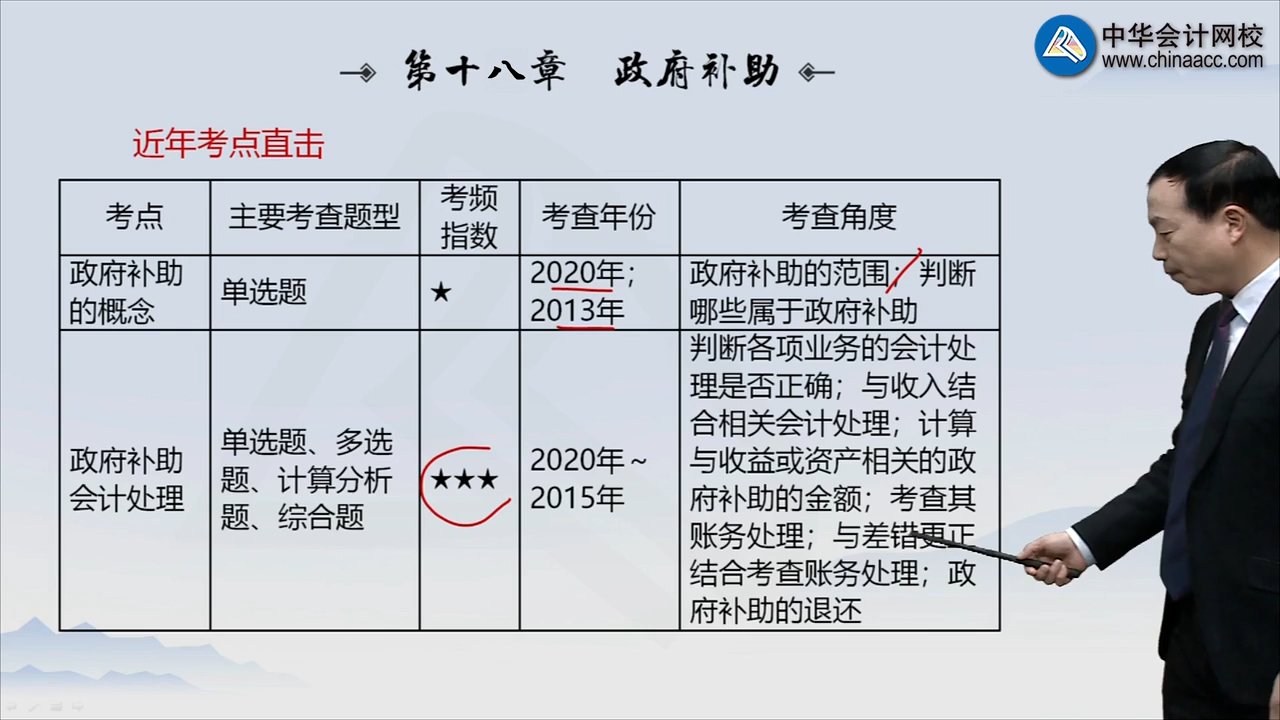 中华会计网校
www.chinaacc.com
第十八章 政府补助
近年考点直击
考点
主要考查题型
考频
指数
考查年份
考查角度
政府补助
的概念
单选题
★
2020年；
2013年
政府补助的范围；判断
哪些属于政府补助
政府补助
会计处理
单选题、多选
题、计算分析
题、综合题
★★★
2020年～
2015年
判断各项业务的会计处
理是否正确；与收入结
合相关会计处理；计算
与收益或资产相关的政
府补助的金额；考查其
账务处理；与差错更正
结合考查账务处理；政
府补助的退还